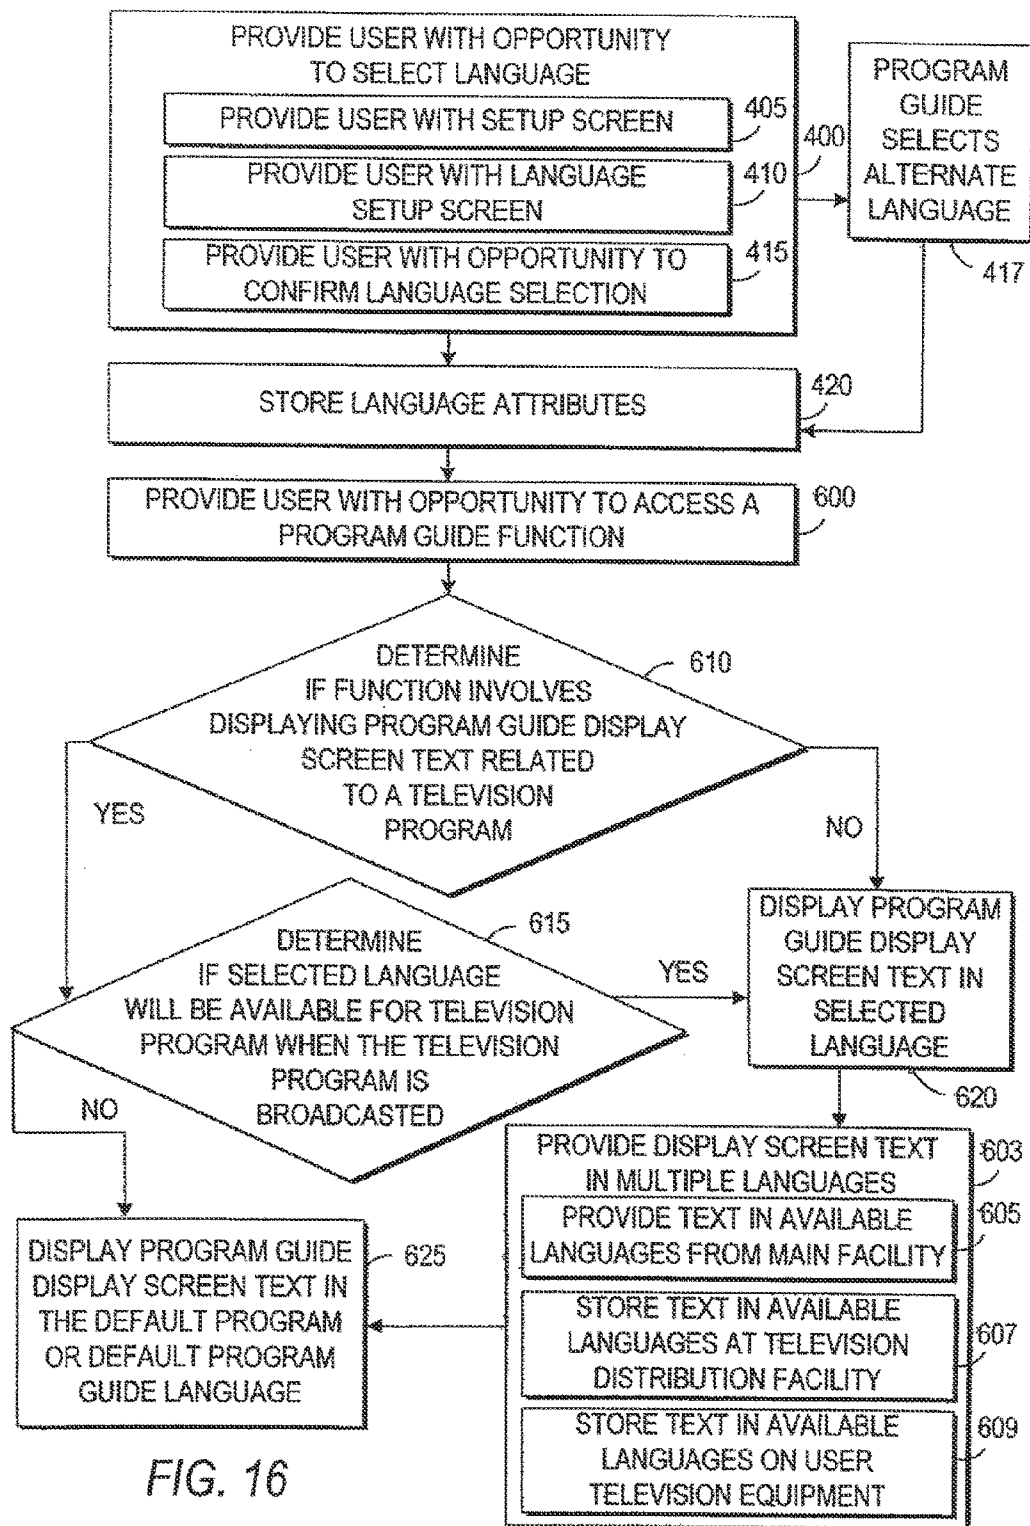 PROVIDE USER WITH OPPORTUNITY
TO SELECT LANGUAGE
PROVIDE USER WITH SETUP SCREEN
405
PROVIDE USER WITH LANGUAGE
SETUP SCREEN
410
PROVIDE USER WITH OPPORTUNITY TO
CONFIRM LANGUAGE SELECTION
415
400
PROGRAM
GUIDE
SELECTS
ALTERNATE
LANGUAGE
417
STORE LANGUAGE ATTRIBUTES
420
PROVIDE USER WITH OPPORTUNITY TO ACCESS A
PROGRAM GUIDE FUNCTION
600
DETERMINE
IF FUNCTION INVOLVES
DISPLAYING PROGRAM GUIDE DISPLAY
SCREEN TEXT RELATED
TO A TELEVISION
PROGRAM
610
YES
NO
DETERMINE
IF SELECTED LANGUAGE
WILL BE AVAILABLE FOR TELEVISION
PROGRAM WHEN THE TELEVISION
PROGRAM IS
BROADCASTED
615
YES
NO
DISPLAY PROGRAM
GUIDE DISPLAY
SCREEN TEXT IN
SELECTED
LANGUAGE
620
PROVIDE DISPLAY SCREEN TEXT
IN MULTIPLE LANGUAGES
603
PROVIDE TEXT IN AVAILABLE
LANGUAGES FROM MAIN FACILITY
605
STORE TEXT IN AVAILABLE
LANGUAGES AT TELEVISION
DISTRIBUTION FACILITY
607
STORE TEXT IN AVAILABLE
LANGUAGES ON USER
TELEVISION EQUIPMENT
609
DISPLAY PROGRAM GUIDE
DISPLAY SCREEN TEXT IN
THE DEFAULT PROGRAM
OR DEFAULT PROGRAM
GUIDE LANGUAGE
625
FIG. 16